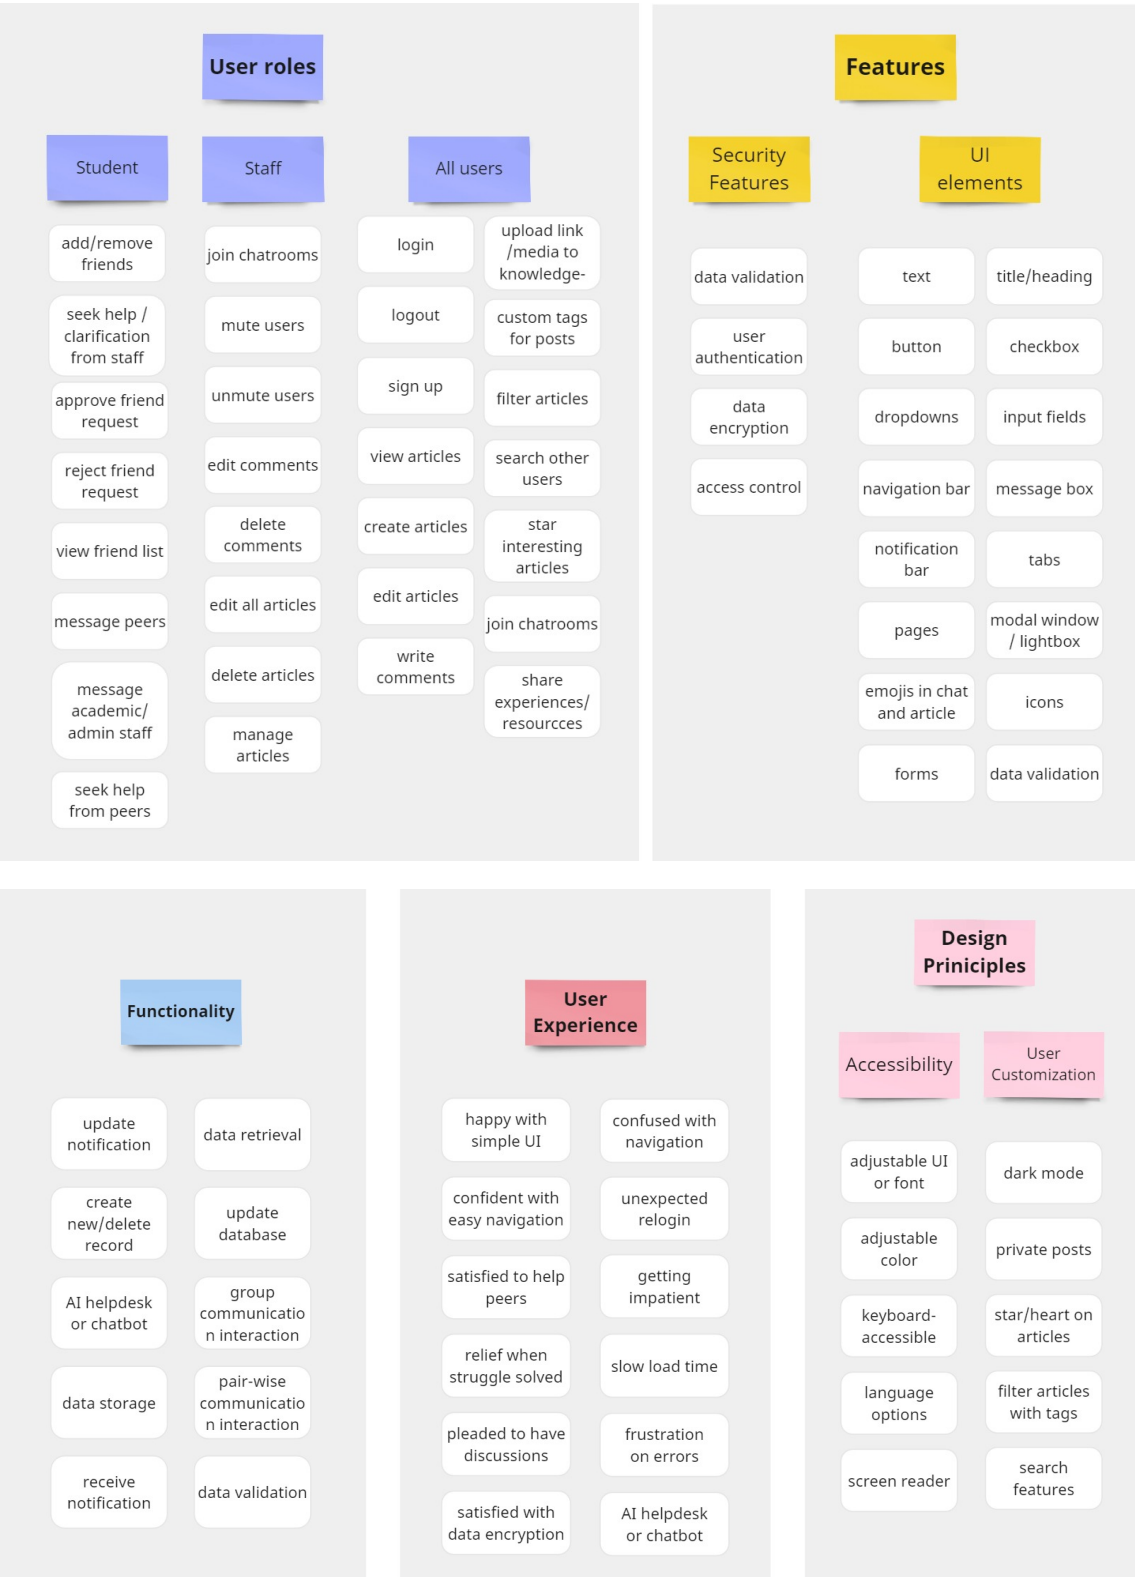 User roles
Student
add/remove
friends
seek help /
clarification
from staff
approve friend
request
reject friend
request
view friend list
message peers
message
academic/
admin staff
seek help
from peers
Staff
join chatrooms
mute users
unmute users
edit comments
delete
comments
edit all articles
delete articles
manage
articles
All users
login
logout
sign up
view articles
create articles
edit articles
write
comments
upload link
/media to
knowledge-
custom tags
for posts
filter articles
search other
users
star
interesting
articles
join chatrooms
share
experiences/
resourcces
Features
Security
Features
data validation
user
authentication
data
encryption
access control
UI
elements
text
button
dropdowns
navigation bar
notification
bar
pages
emojis in chat
and article
forms
title/heading
checkbox
input fields
message box
tabs
modal window
/ lightbox
icons
data validation
Functionality
update
notification
create
new/delete
record
AI helpdesk
or chatbot
data storage
receive
notification
data retrieval
update
database
group
communicatio
n interaction
pair-wise
communicatio
n interaction
data validation
User
Experience
happy with
simple UI
confident with
easy navigation
satisfied to help
peers
relief when
struggle solved
pleaded to have
discussions
satisfied with
data encryption
confused with
navigation
unexpected
relogin
getting
impatient
slow load time
frustration
on errors
AI helpdesk
or chatbot
Design
Priniciples
Accessibility
adjustable UI
or font
adjustable
color
keyboard-
accessible
language
options
screen reader
User
Customization
dark mode
private posts
star/heart on
articles
filter articles
with tags
search
features